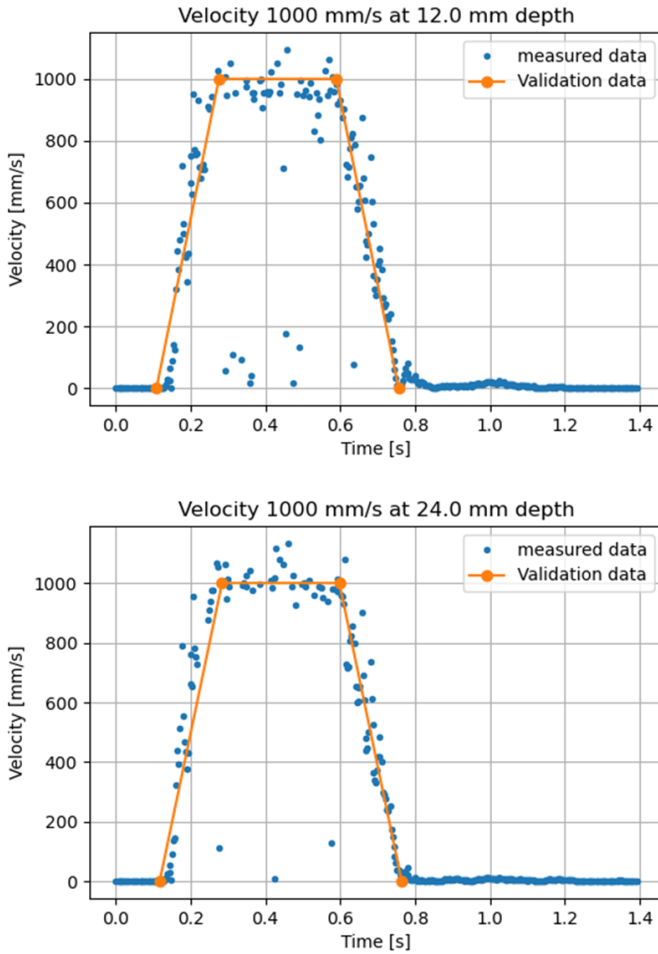 Velocity 1000 mm/s at 12.0 mm depth
measured data
Validation data
Velocity [mm/s]
1000
800
600
400
200
0
0.0 0.2 0.4 0.6 0.8 1.0 1.2 1.4
Time [s]
Velocity 1000 mm/s at 24.0 mm depth
measured data
Validation data
Velocity [mm/s]
1000
800
600
400
200
0
0.0 0.2 0.4 0.6 0.8 1.0 1.2 1.4
Time [s]